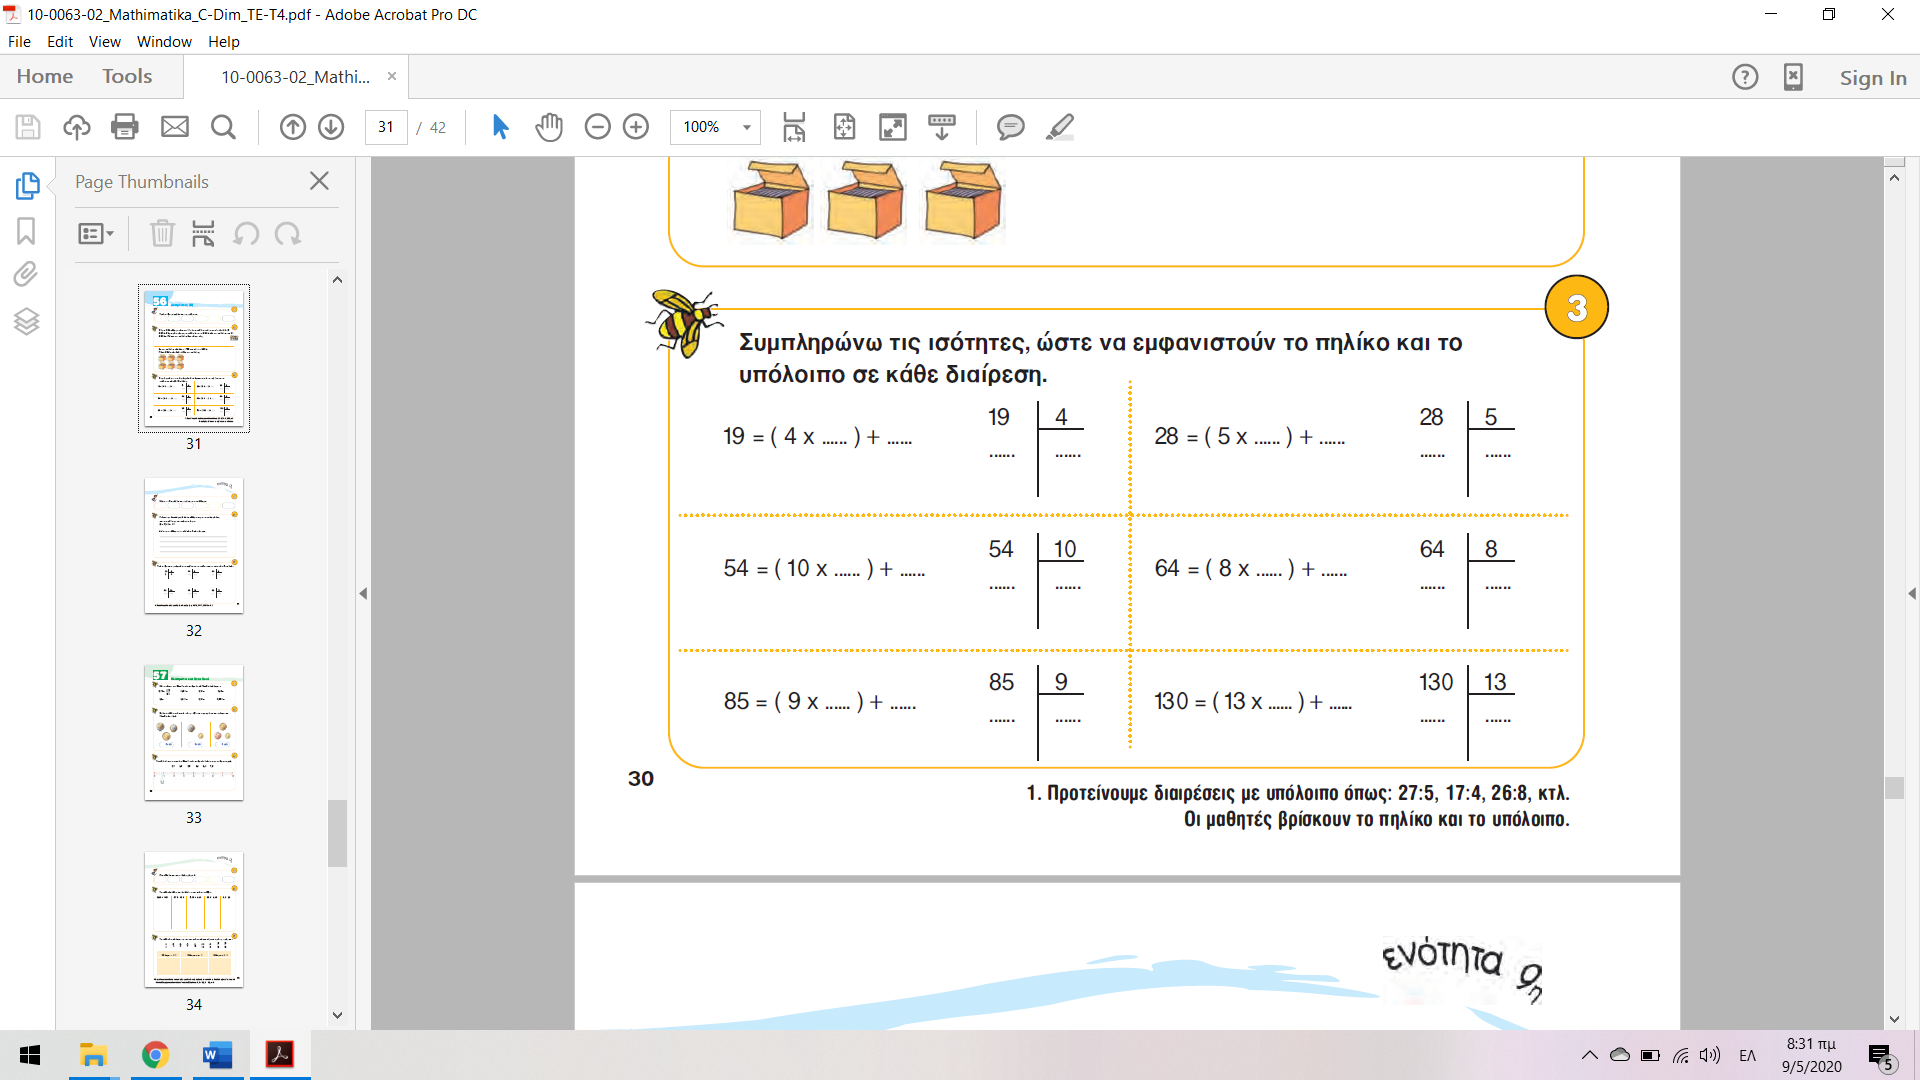 10-0063-02_Mathimatika_C-Dim_TE-T4.pdf - Adobe Acrobat Pro DC
File Edit View Window Help
Home Tools 10-0063-02_Mathi... × Sign In
31 / 42 100%
Page Thumbnails
56
31
32
57
33
34
3
Συμπληρώνω τις ισότητες, ώστε να εμφανιστούν το πηλίκο και το
υπόλοιπο σε κάθε διαίρεση.
19 = ( 4 x ...... ) + ......
19 4
...... ......
28 = ( 5 x ...... ) + ......
28 5
...... ......
54 = ( 10 x ...... ) + ......
54 10
...... ......
64 = ( 8 x ...... ) + ......
64 8
...... ......
85 = ( 9 x ...... ) + ......
85 9
...... ......
130 = ( 13 x ...... ) + ......
130 13
...... ......
30
1. Προτείνουμε διαιρέσεις με υπόλοιπο όπως: 27:5, 17:4, 26:8, κτλ.
Οι μαθητές βρίσκουν το πηλίκο και το υπόλοιπο.
ενότητα 9
ΕΛ
8:31 πμ
9/5/2020
5